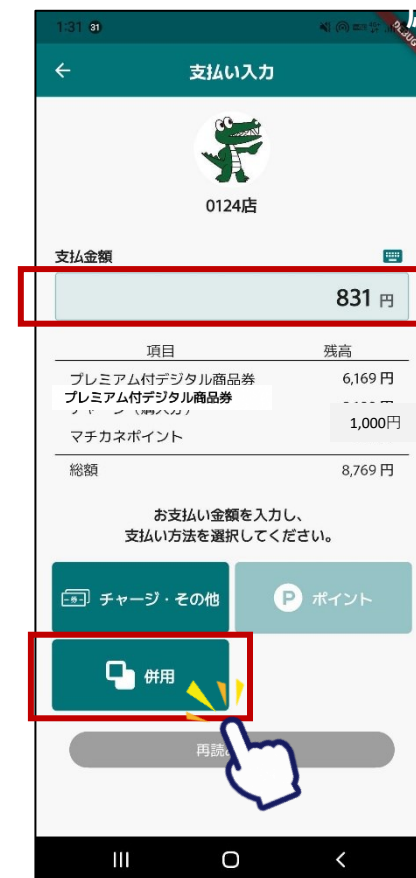 1:31 31
支払い入力
0124店
支払金額
831 円
項目 残高
プレミアム付デジタル商品券 6,169 円
プレミアム付デジタル商品券
マチカネポイント 1,000円
総額 8,769 円
お支払い金額を入力し、
支払い方法を選択してください。
チャージ・その他 P ポイント
併用
再読